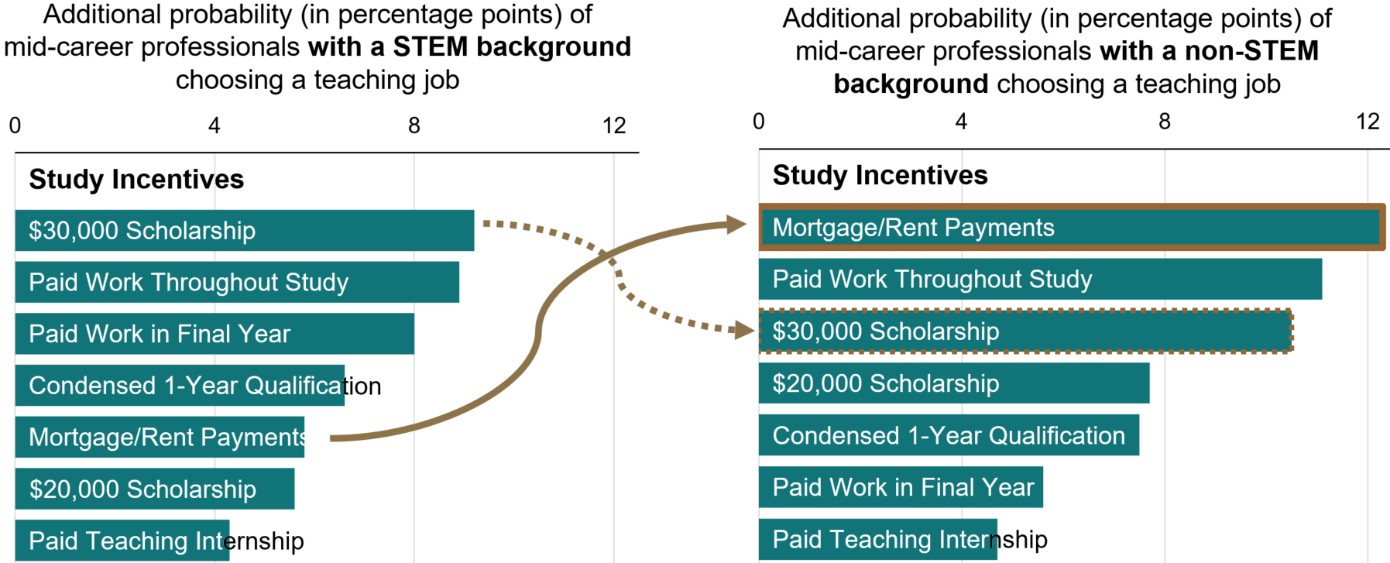 Additional probability (in percentage points) of
mid-career professionals with a STEM background
choosing a teaching job
0 4 8 12
Study Incentives
$30,000 Scholarship
Paid Work Throughout Study
Paid Work in Final Year
Condensed 1-Year Qualification
Mortgage/Rent Payments
$20,000 Scholarship
Paid Teaching Internship
Additional probability (in percentage points) of
mid-career professionals with a non-STEM
background choosing a teaching job
0 4 8 12
Study Incentives
Mortgage/Rent Payments
Paid Work Throughout Study
$30,000 Scholarship
$20,000 Scholarship
Condensed 1-Year Qualification
Paid Work in Final Year
Paid Teaching Internship